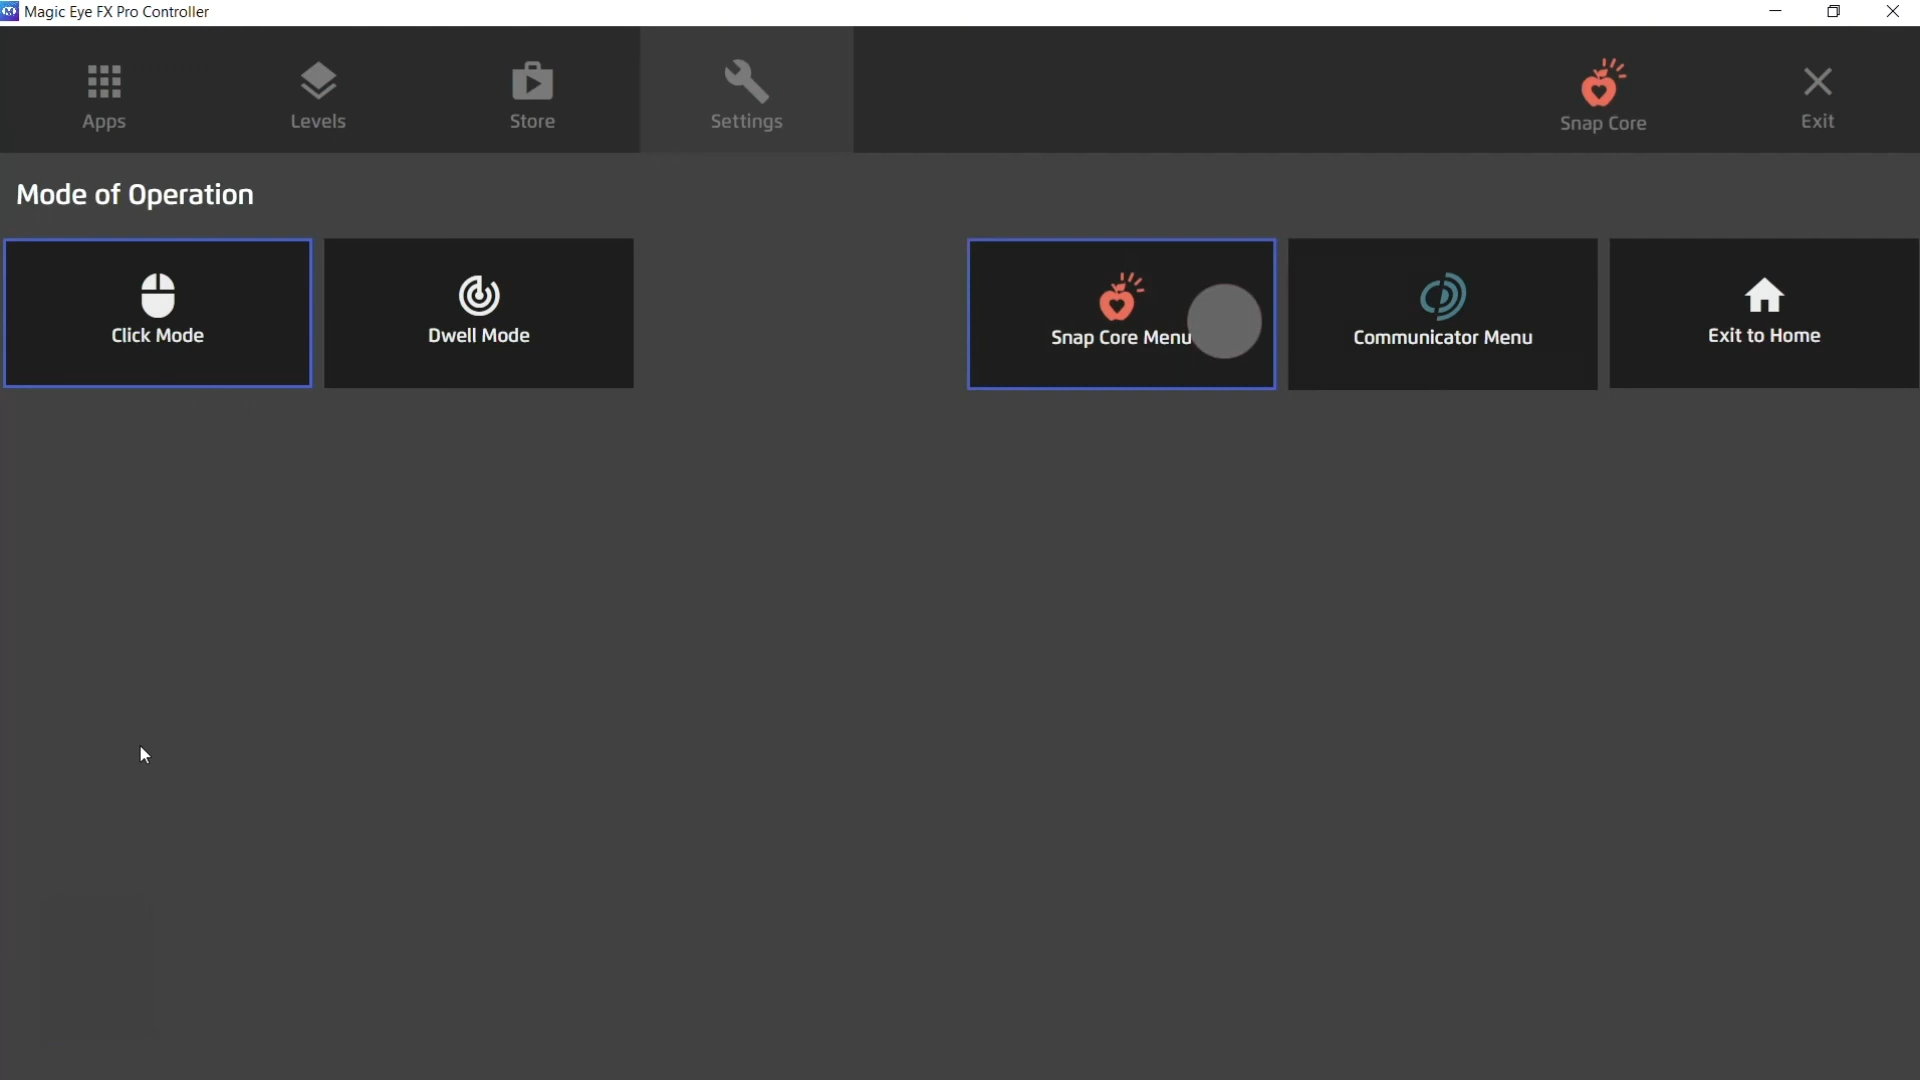 Magic Eye FX Pro Controller
Apps
Levels
Store
Settings
Snap Core
Exit
Mode of Operation
Click Mode
Dwell Mode
Snap Core Menu
Communicator Menu
Exit to Home